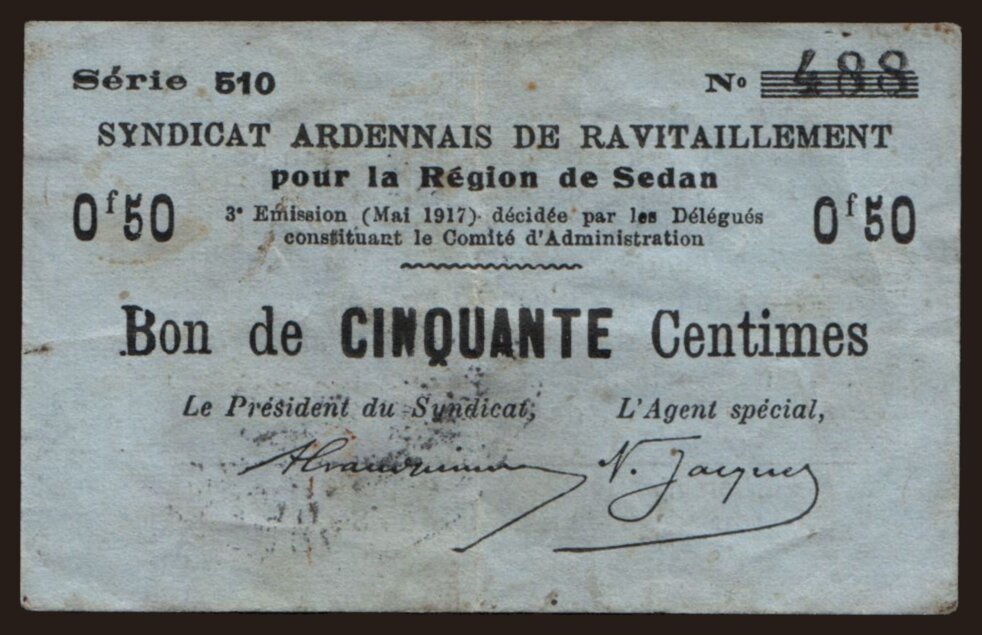 Série 510 Nº 488
SYNDICAT ARDENNAIS DE RAVITAILLEMENT
pour la Région de Sedan
0f50 0f50
3e Emission (Mai 1917) décidée par les Délégués
constituant le Comité d'Administration
Bon de CINQUANTE Centimes
Le Président du Syndicat, L'Agent spécial,
N. Jacques